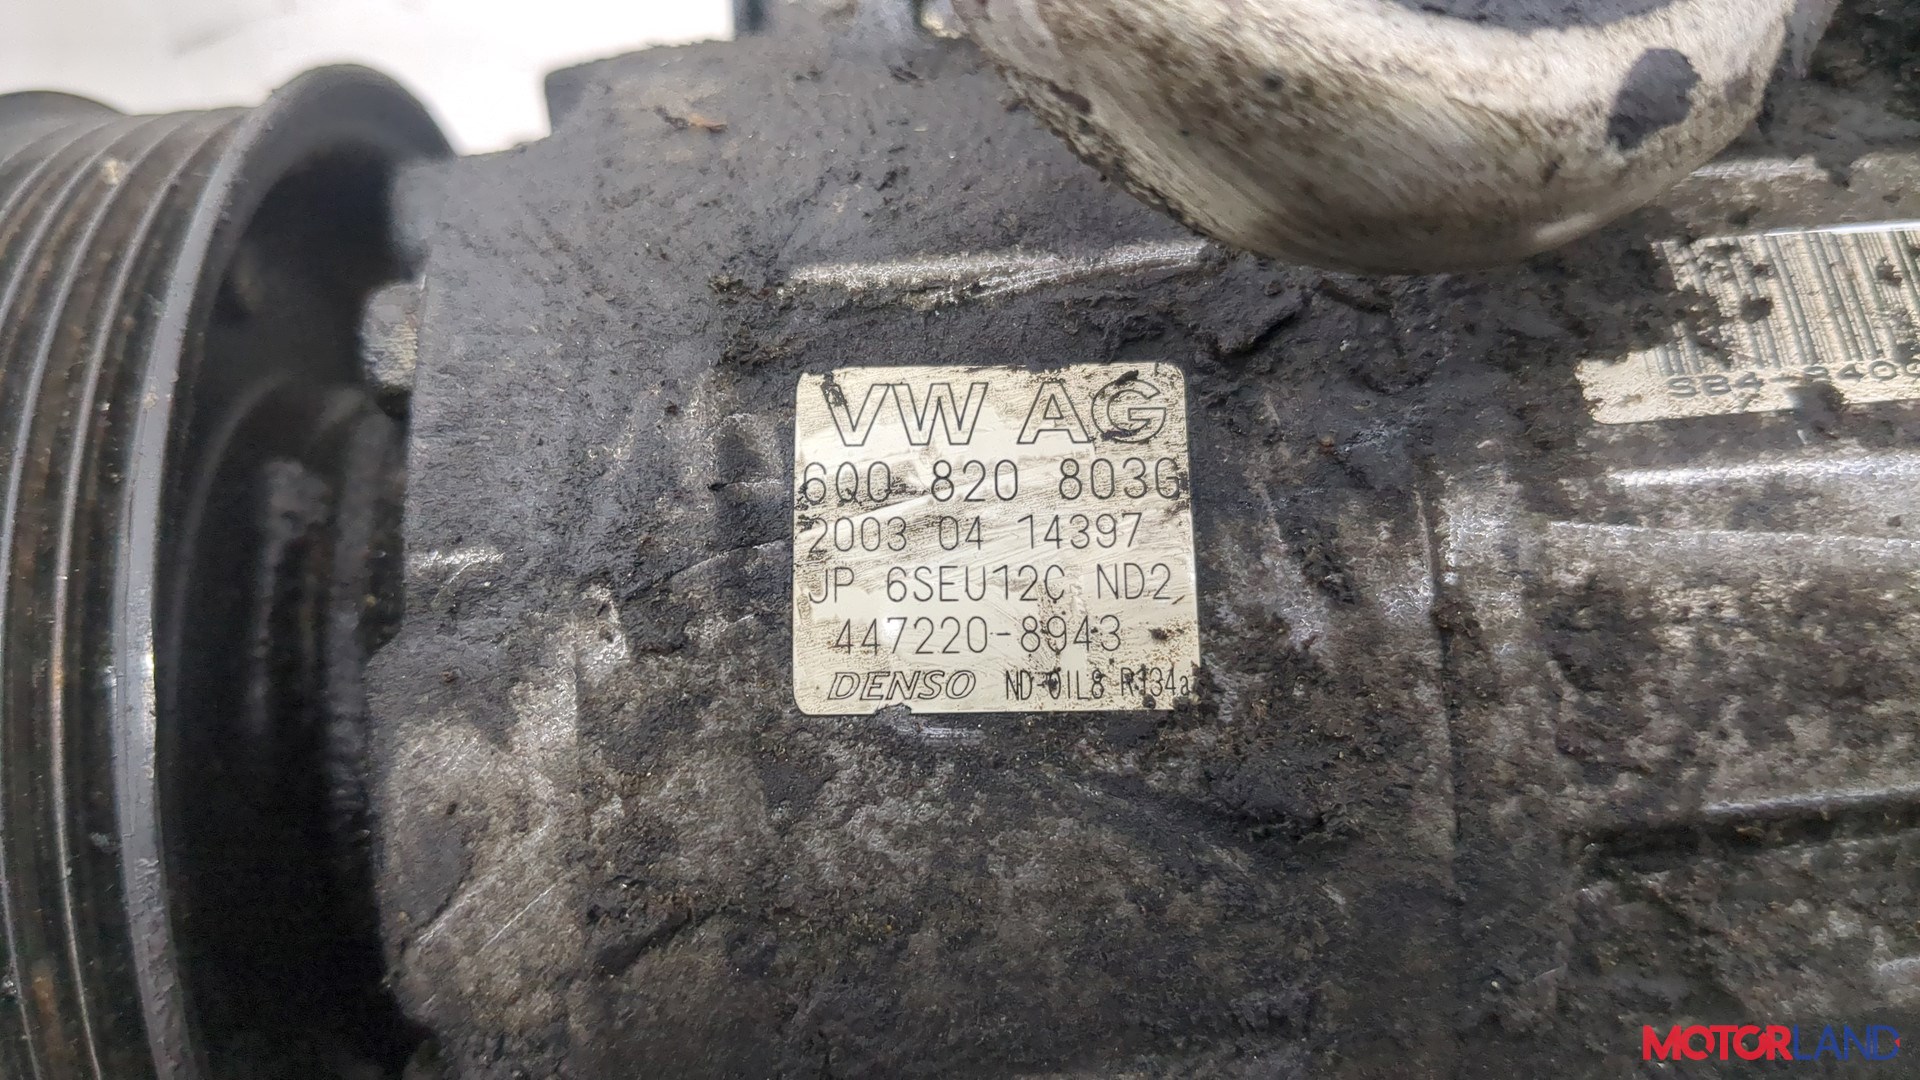 VW AG
6Q0 820 803G
2003 04 14397
JP 6SEU12C ND2
447220-8943
DENSO ND-OIL8 R134a
MOTORLAND